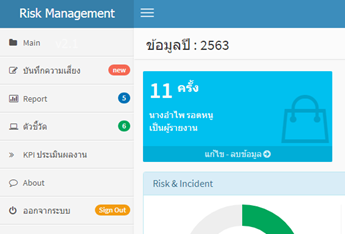 Risk Management
Main
บันทึกความเสี่ยง new
Report 5
ตัวชี้วัด 6
KPI ประเมินผลงาน
About
ออกจากระบบ Sign Out
ข้อมูลปี : 2563
11 ครั้ง
นางอำไพ รอดหนู
เป็นผู้รายงาน
แก้ไข - ลบข้อมูล
Risk & Incident